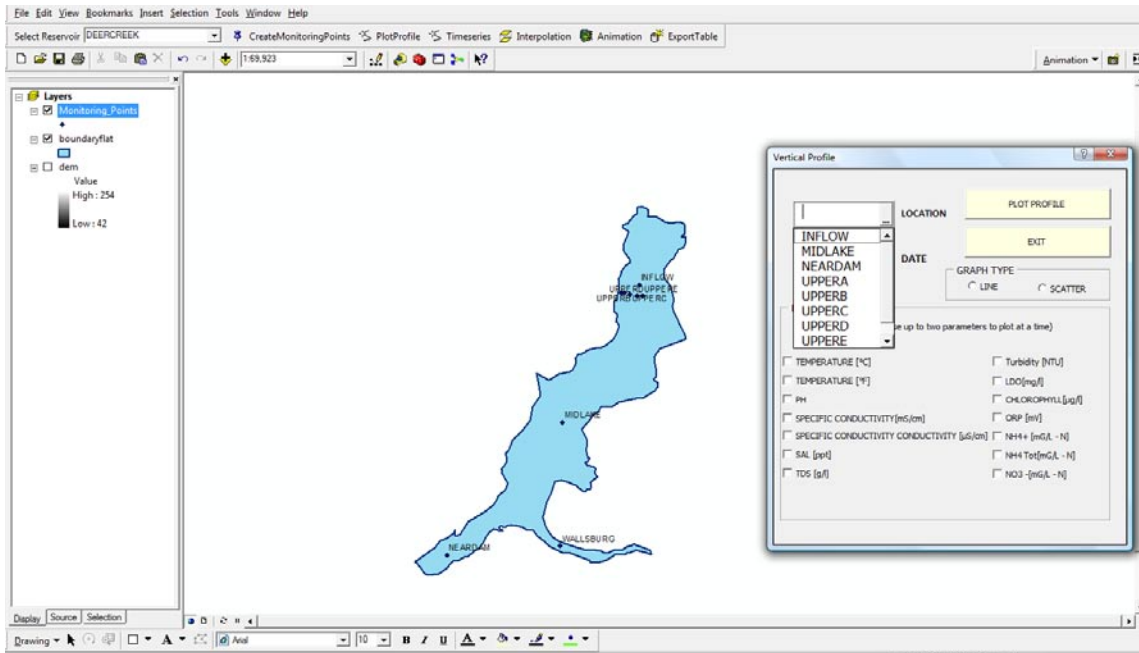 File Edit View Bookmarks Insert Selection Tools Window Help
Select Reservoir DEERCREEK CreateMonitoringPoints PlotProfile Timeseries Interpolation Animation ExportTable
1:69,923 Animation
Layers
Monitoring_Points
boundaryflat
dem
Value
High : 254
Low : 42
INFLOW
MIDLAKE
NEARDAM
WALLSBURG
Vertical Profile
LOCATION PLOT PROFILE
INFLOW
MIDLAKE
NEARDAM
UPPERA
UPPERB
UPPERC
UPPERD
UPPERE
DATE EXIT
GRAPH TYPE
LINE SCATTER
se up to two parameters to plot at a time)
TEMPERATURE [ºC] Turbidity [NTU]
TEMPERATURE [ºF] LDO[mg/l]
PH CHLOROPHYLL[µg/l]
SPECIFIC CONDUCTIVITY[mS/cm] ORP [mV]
SPECIFIC CONDUCTIVITY CONDUCTIVITY [µS/cm] NH4+ [mG/L - N]
SAL [ppt] NH4 Tot[mG/L - N]
TDS [g/l] NO3 -[mG/L - N]
Display Source Selection
Drawing A Arial 10 B I U A